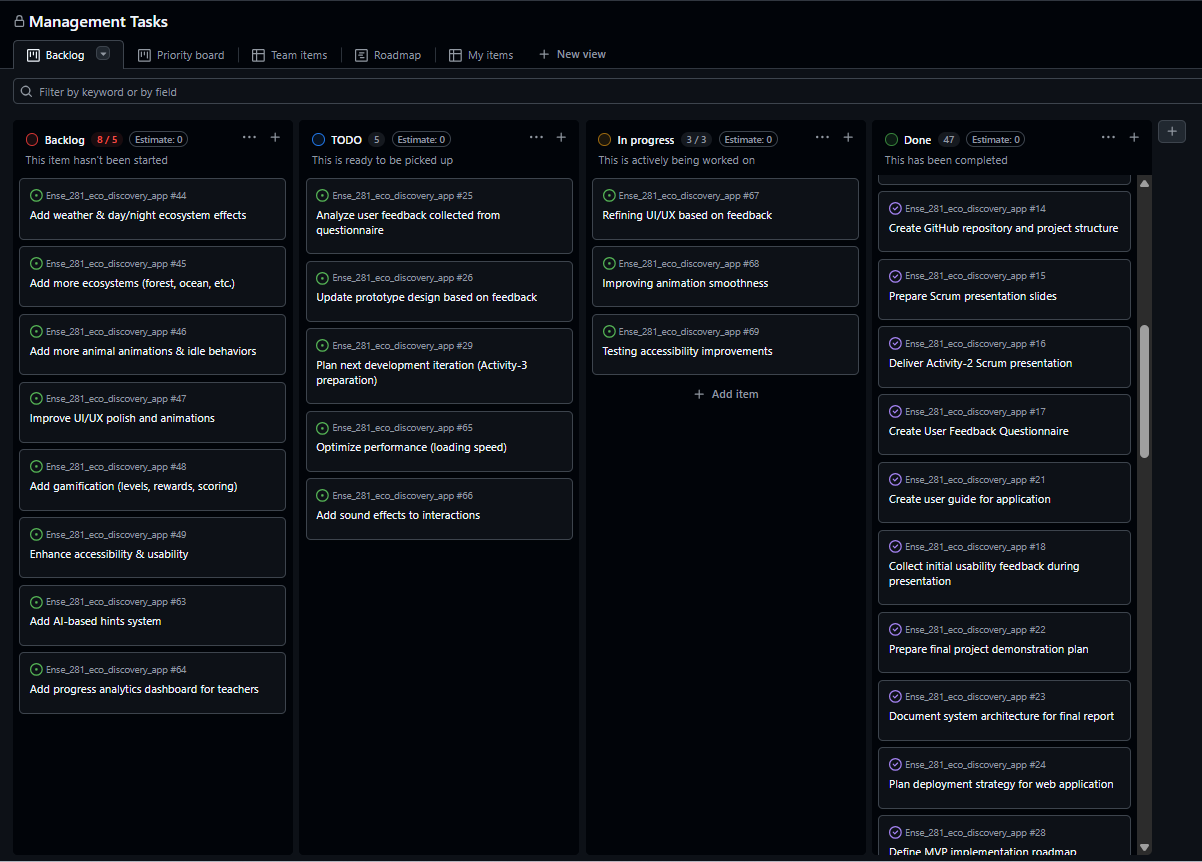 Management Tasks
Backlog
Priority board
Team items
Roadmap
My items
New view
Filter by keyword or by field
Backlog 8 / 5 Estimate: 0
This item hasn't been started
Ense_281_eco_discovery_app #44
Add weather & day/night ecosystem effects
Ense_281_eco_discovery_app #45
Add more ecosystems (forest, ocean, etc.)
Ense_281_eco_discovery_app #46
Add more animal animations & idle behaviors
Ense_281_eco_discovery_app #47
Improve UI/UX polish and animations
Ense_281_eco_discovery_app #48
Add gamification (levels, rewards, scoring)
Ense_281_eco_discovery_app #49
Enhance accessibility & usability
Ense_281_eco_discovery_app #63
Add AI-based hints system
Ense_281_eco_discovery_app #64
Add progress analytics dashboard for teachers
TODO 5 Estimate: 0
This is ready to be picked up
Ense_281_eco_discovery_app #25
Analyze user feedback collected from
questionnaire
Ense_281_eco_discovery_app #26
Update prototype design based on feedback
Ense_281_eco_discovery_app #29
Plan next development iteration (Activity-3
preparation)
Ense_281_eco_discovery_app #65
Optimize performance (loading speed)
Ense_281_eco_discovery_app #66
Add sound effects to interactions
In progress 3 / 3 Estimate: 0
This is actively being worked on
Ense_281_eco_discovery_app #67
Refining UI/UX based on feedback
Ense_281_eco_discovery_app #68
Improving animation smoothness
Ense_281_eco_discovery_app #69
Testing accessibility improvements
Add item
Done 47 Estimate: 0
This has been completed
Ense_281_eco_discovery_app #14
Create GitHub repository and project structure
Ense_281_eco_discovery_app #15
Prepare Scrum presentation slides
Ense_281_eco_discovery_app #16
Deliver Activity-2 Scrum presentation
Ense_281_eco_discovery_app #17
Create User Feedback Questionnaire
Ense_281_eco_discovery_app #21
Create user guide for application
Ense_281_eco_discovery_app #18
Collect initial usability feedback during
presentation
Ense_281_eco_discovery_app #22
Prepare final project demonstration plan
Ense_281_eco_discovery_app #23
Document system architecture for final report
Ense_281_eco_discovery_app #24
Plan deployment strategy for web application
Ense_281_eco_discovery_app #28
Define MVP implementation roadmap